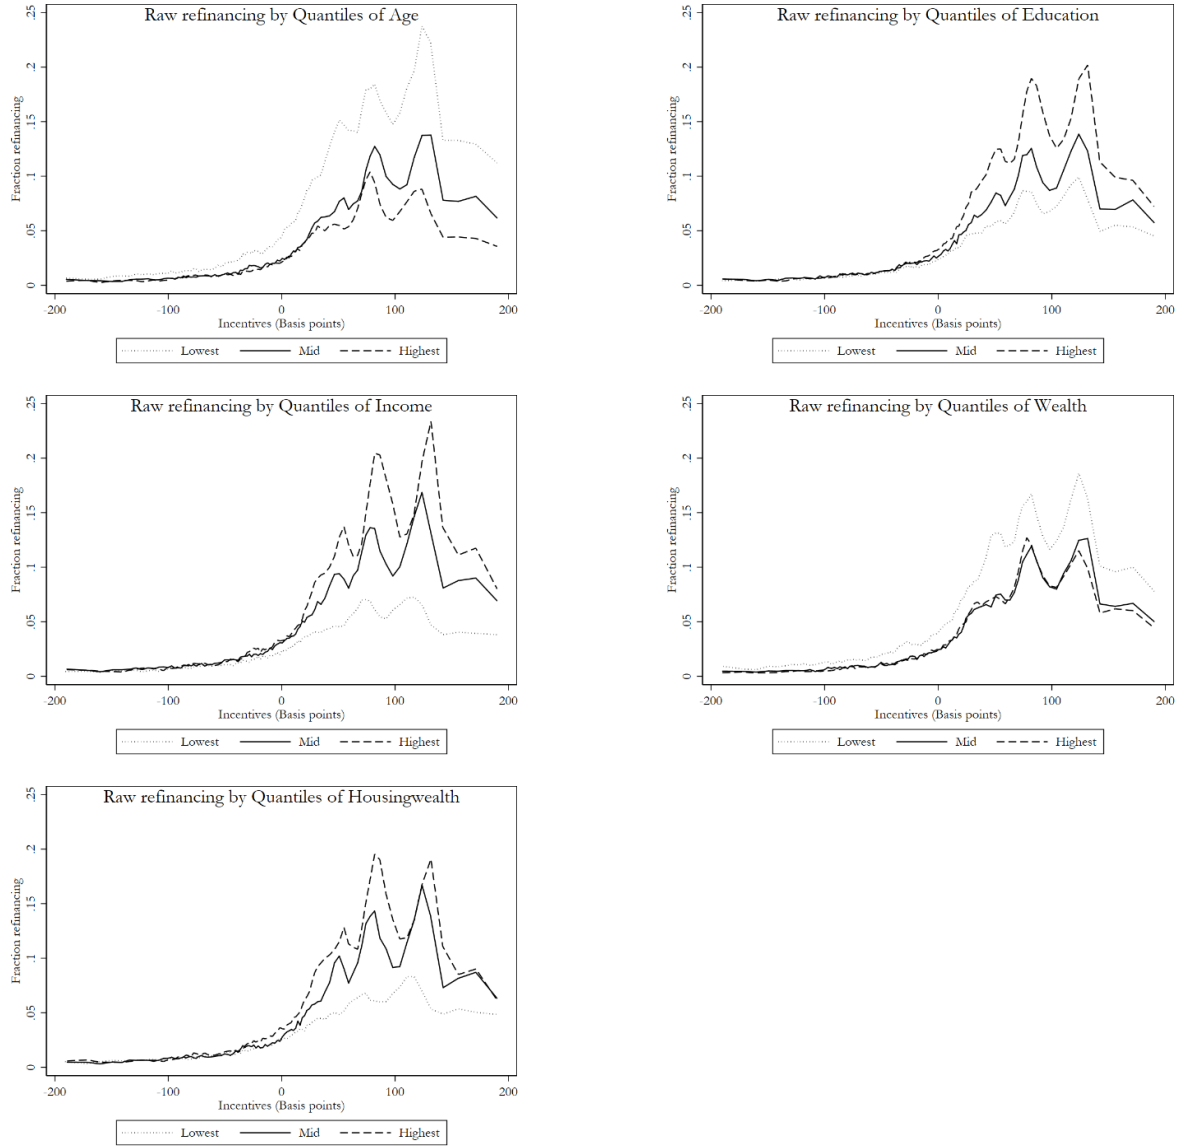 Raw refinancing by Quantiles of Age
Fraction refinancing
0 .05 .1 .15 .2 .25
-200 -100 0 100 200
Incentives (Basis points)
Lowest Mid Highest
Raw refinancing by Quantiles of Education
Fraction refinancing
0 .05 .1 .15 .2 .25
-200 -100 0 100 200
Incentives (Basis points)
Lowest Mid Highest
Raw refinancing by Quantiles of Income
Fraction refinancing
0 .05 .1 .15 .2 .25
-200 -100 0 100 200
Incentives (Basis points)
Lowest Mid Highest
Raw refinancing by Quantiles of Wealth
Fraction refinancing
0 .05 .1 .15 .2 .25
-200 -100 0 100 200
Incentives (Basis points)
Lowest Mid Highest
Raw refinancing by Quantiles of Housingwealth
Fraction refinancing
0 .05 .1 .15 .2 .25
-200 -100 0 100 200
Incentives (Basis points)
Lowest Mid Highest